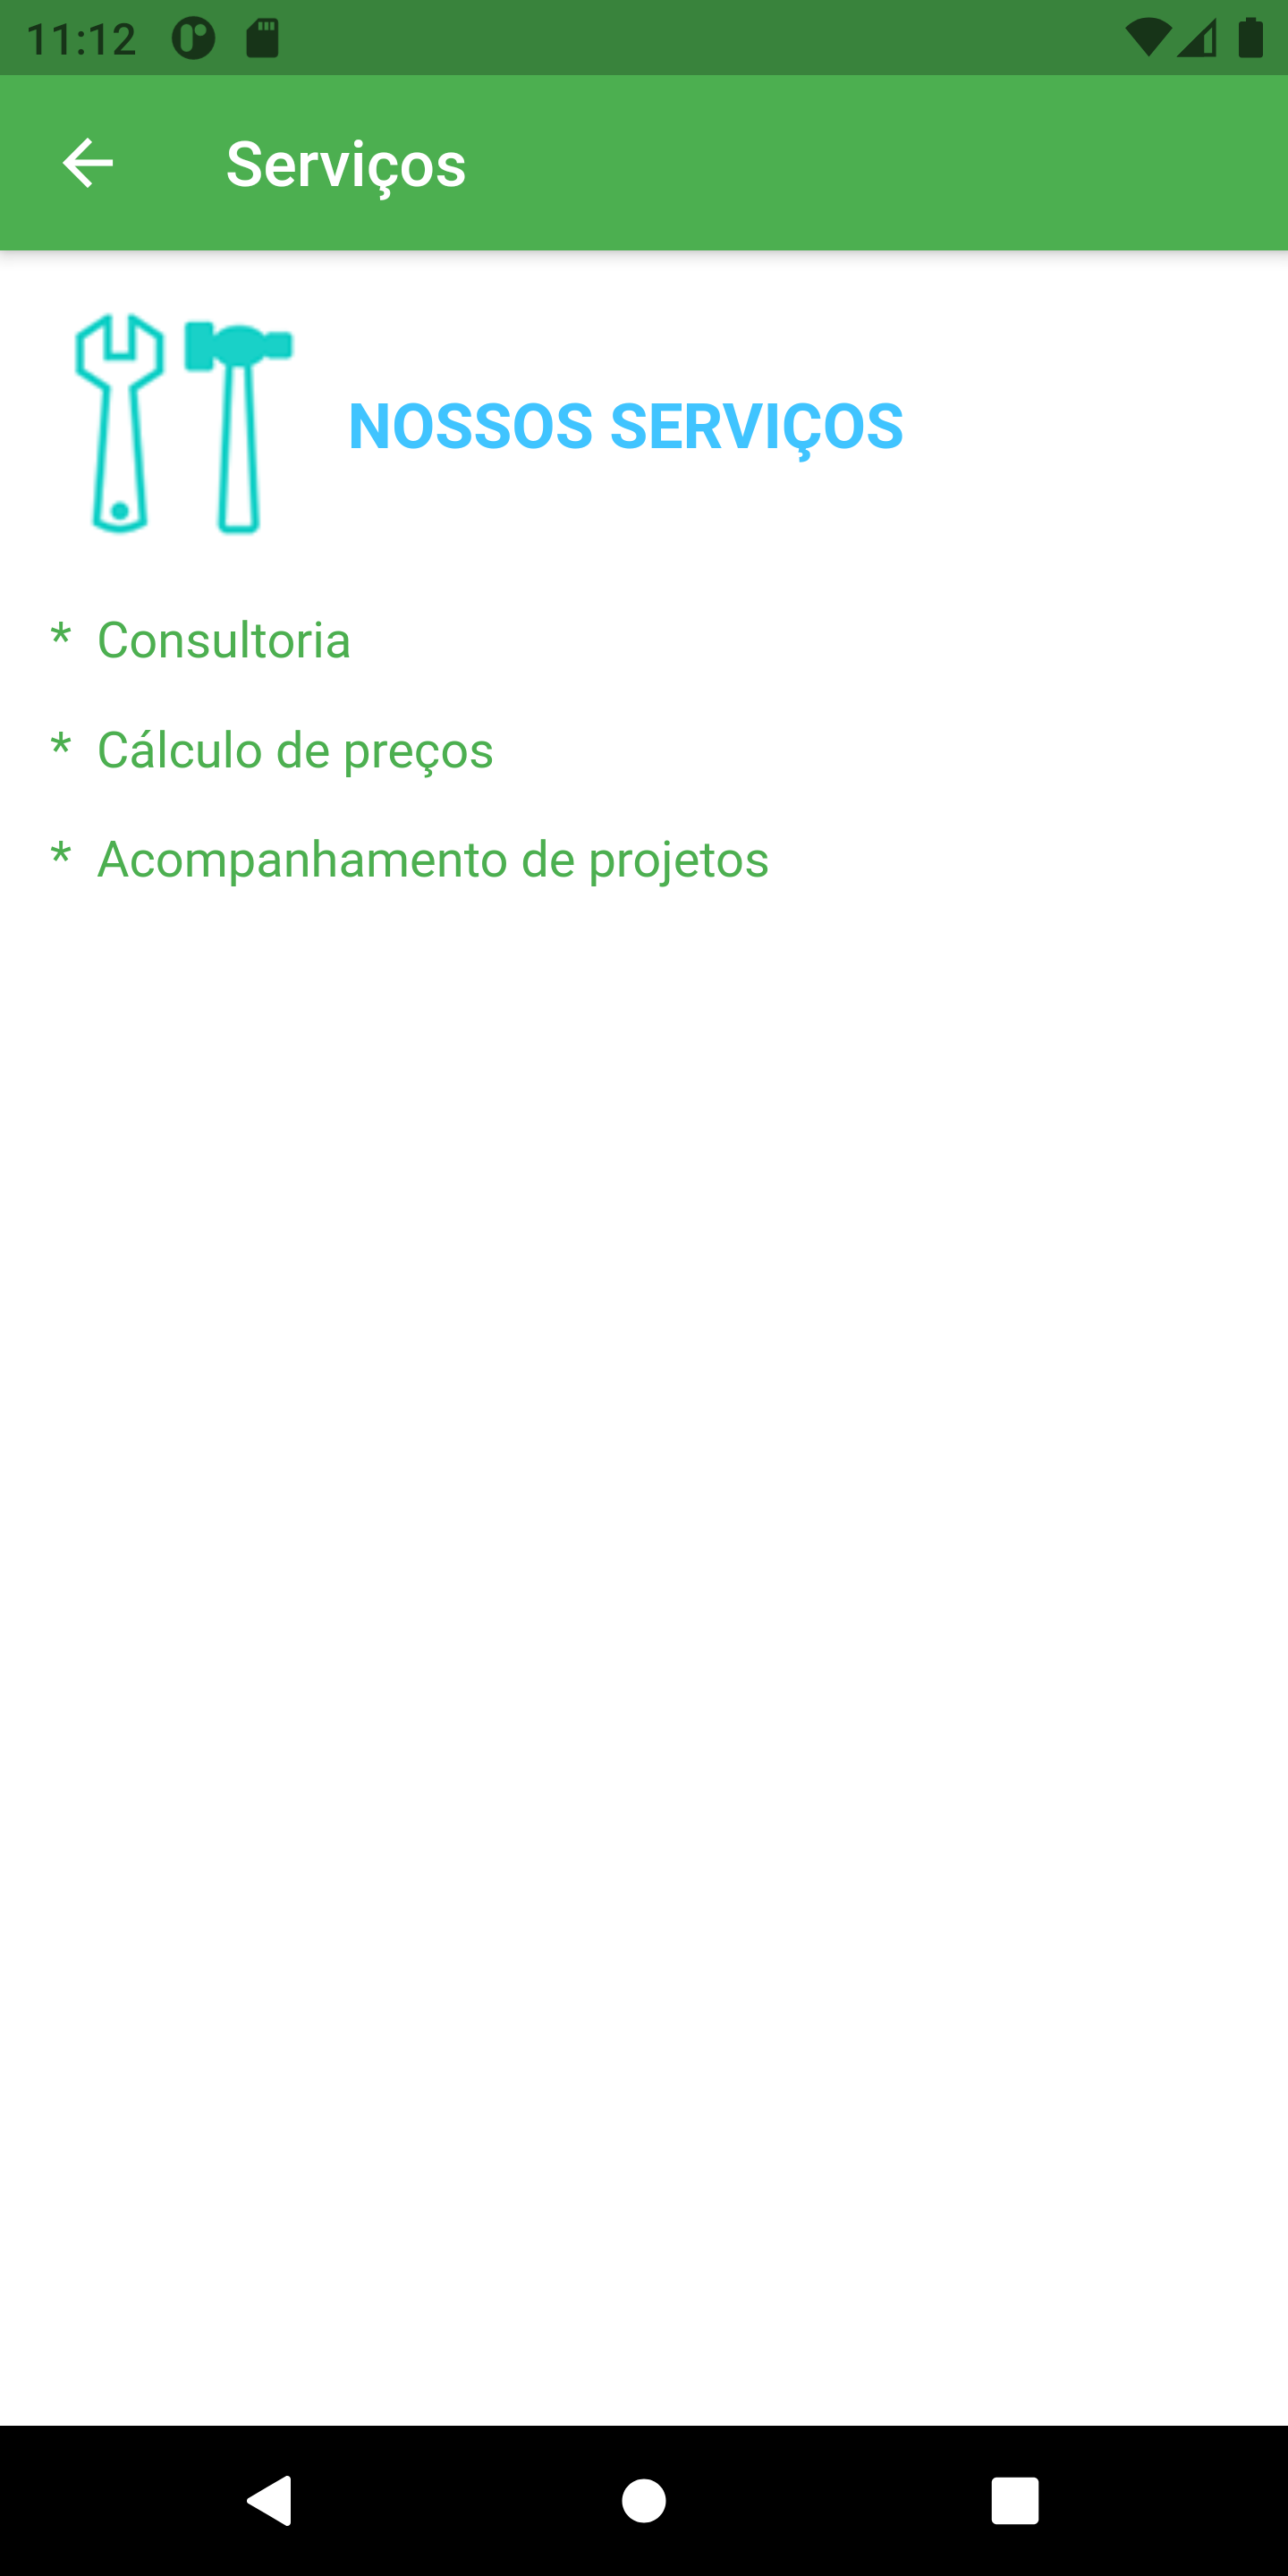 11:12
Serviços
NOSSOS SERVIÇOS
* Consultoria
* Cálculo de preços
* Acompanhamento de projetos